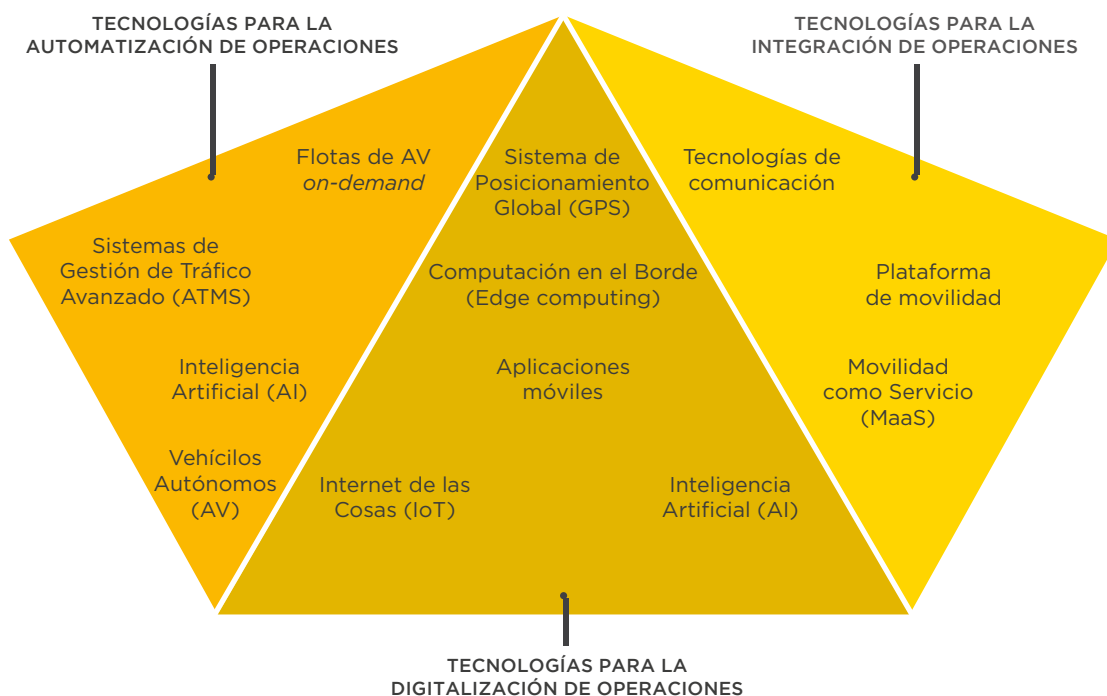 TECNOLOGÍAS PARA LA
AUTOMATIZACIÓN DE OPERACIONES
TECNOLOGÍAS PARA LA
INTEGRACIÓN DE OPERACIONES
Flotas de AV
on-demand
Sistemas de
Gestión de Tráfico
Avanzado (ATMS)
Inteligencia
Artificial (AI)
Vehícilos
Autónomos
(AV)
Sistema de
Posicionamiento
Global (GPS)
Computación en el Borde
(Edge computing)
Aplicaciones
móviles
Internet de las
Cosas (IoT)
Inteligencia
Artificial (AI)
Tecnologías de
comunicación
Plataforma
de movilidad
Movilidad
como Servicio
(MaaS)
TECNOLOGÍAS PARA LA
DIGITALIZACIÓN DE OPERACIONES